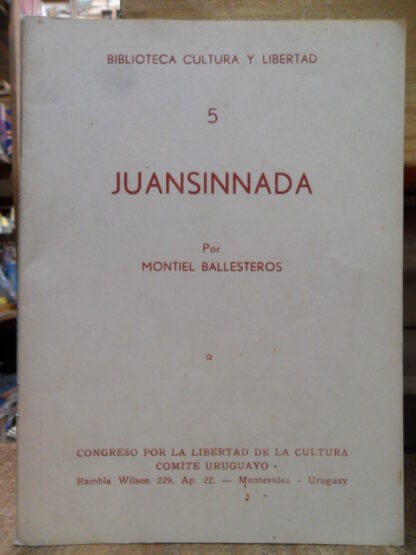 BIBLIOTECA CULTURA Y LIBERTAD
5
JUANSINNADA
Por
MONTIEL BALLESTEROS
CONGRESO POR LA LIBERTAD DE LA CULTURA
COMITE URUGUAYO
Rambla Wilson 229, Ap. 22. — Montevideo - Uruguay